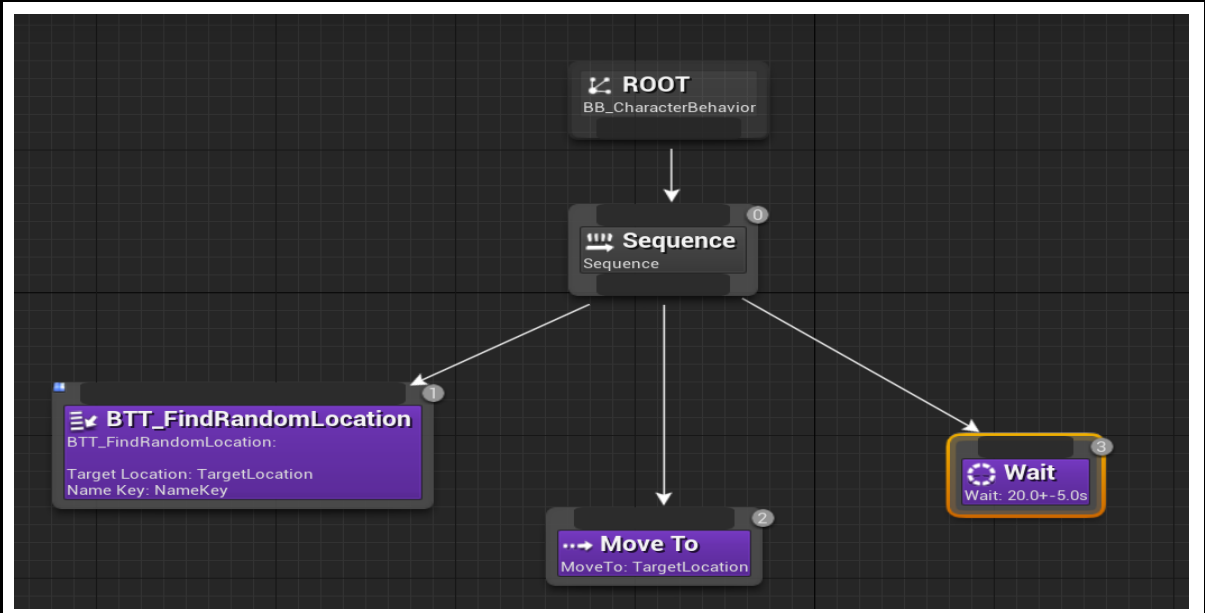 ROOT
BB_CharacterBehavior
0
Sequence
Sequence
1
BTT_FindRandomLocation
BTT_FindRandomLocation:
Target Location: TargetLocation
Name Key: NameKey
2
Move To
MoveTo: TargetLocation
3
Wait
Wait: 20.0+-5.0s